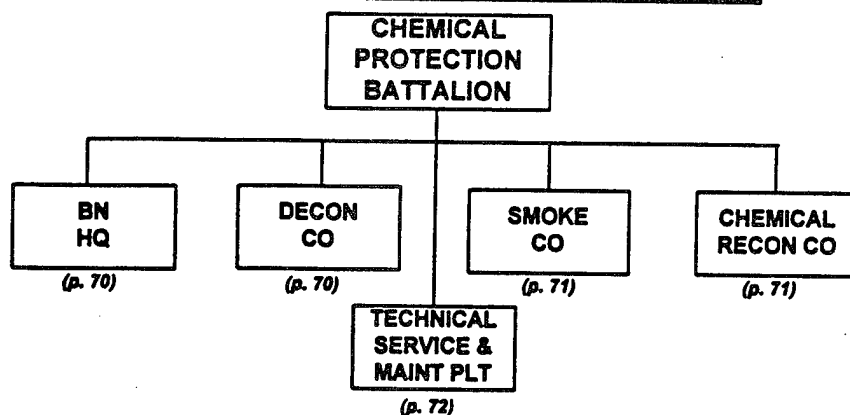 CHEMICAL
PROTECTION
BATTALION
BN
HQ
(p. 70)
DECON
CO
(p. 70)
SMOKE
CO
(p. 71)
CHEMICAL
RECON CO
(p. 71)
TECHNICAL
SERVICE &
MAINT PLT
(p. 72)